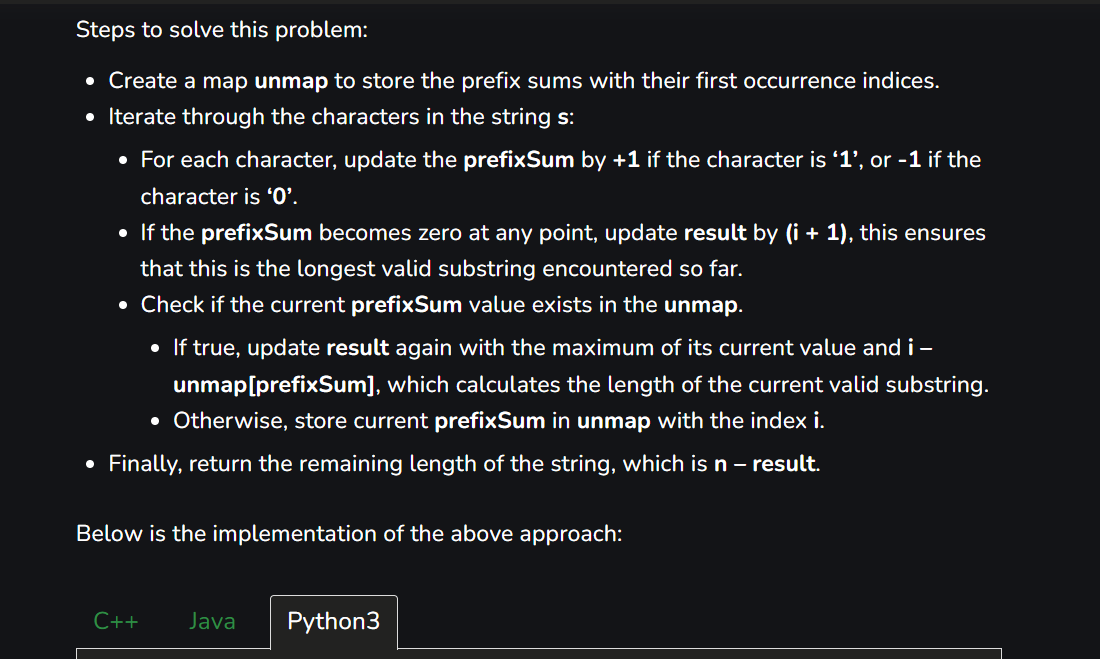 Steps to solve this problem:
• Create a map unmap to store the prefix sums with their first occurrence indices.
• Iterate through the characters in the string s:
• For each character, update the prefixSum by +1 if the character is ‘1’, or -1 if the
character is ‘0’.
• If the prefixSum becomes zero at any point, update result by (i + 1), this ensures
that this is the longest valid substring encountered so far.
• Check if the current prefixSum value exists in the unmap.
• If true, update result again with the maximum of its current value and i –
unmap[prefixSum], which calculates the length of the current valid substring.
• Otherwise, store current prefixSum in unmap with the index i.
• Finally, return the remaining length of the string, which is n – result.
Below is the implementation of the above approach:
C++ Java Python3